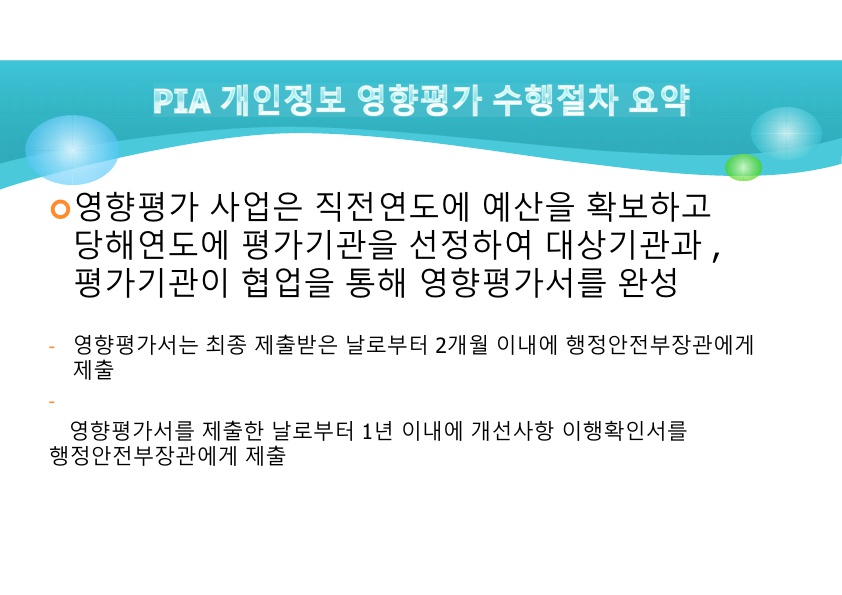 PIA 개인정보 영향평가 수행절차 요약
영향평가 사업은 직전연도에 예산을 확보하고
당해연도에 평가기관을 선정하여 대상기관과 ,
평가기관이 협업을 통해 영향평가서를 완성
- 영향평가서는 최종 제출받은 날로부터 2개월 이내에 행정안전부장관에게
제출
-
영향평가서를 제출한 날로부터 1년 이내에 개선사항 이행확인서를
행정안전부장관에게 제출